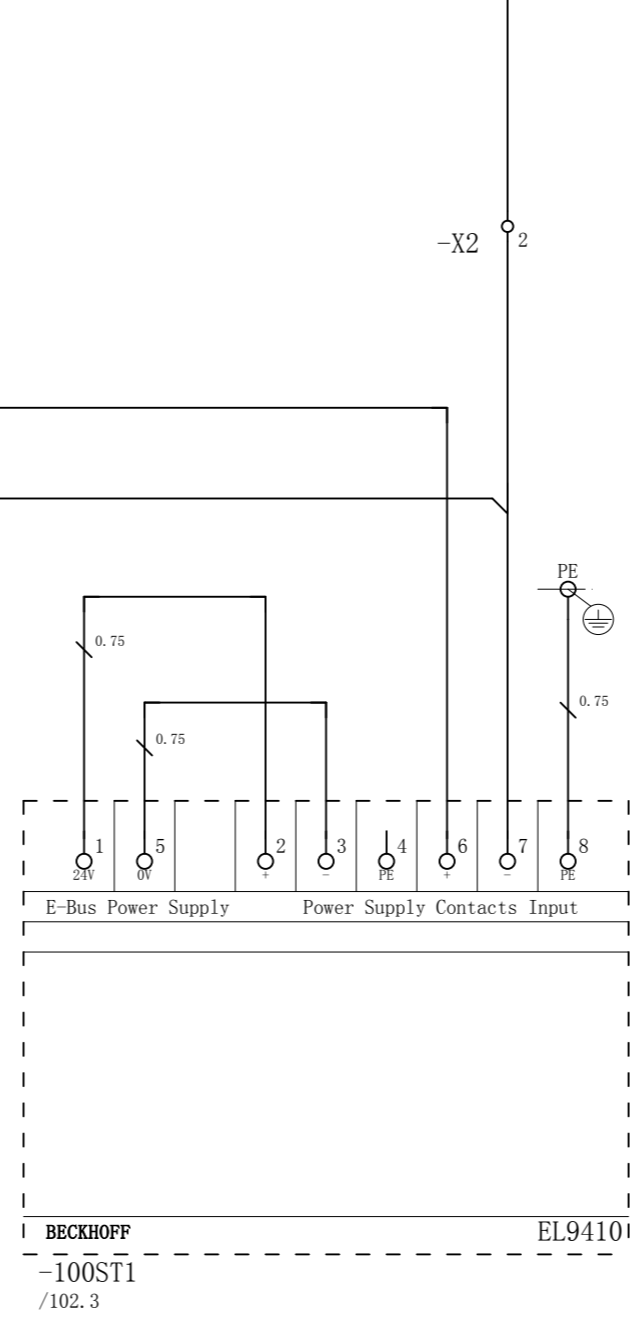 -X2 2
PE
0.75
0.75
0.75
1 5 2 3 4 6 7 8
24V 0V + - PE + - PE
E-Bus Power Supply Power Supply Contacts Input
BECKHOFF EL9410
-100ST1
/102.3